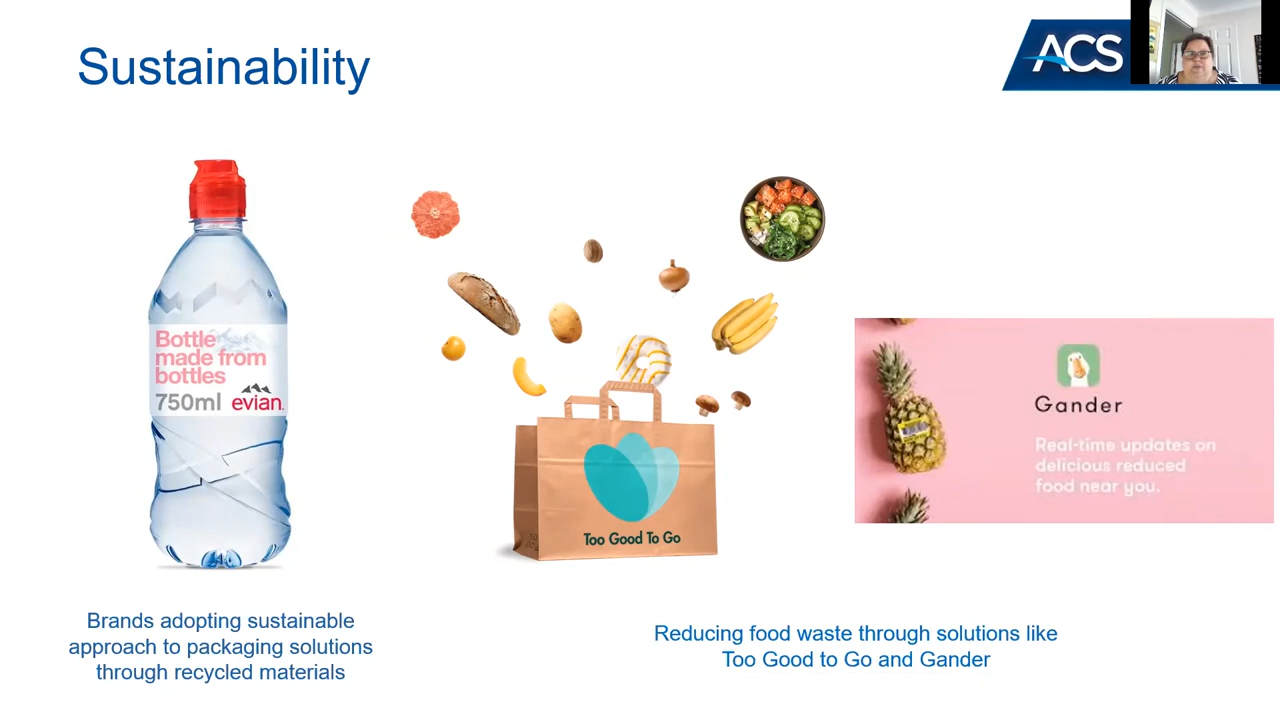 Sustainability
ACS
Bottle
made from
bottles
750ml evian.
Too Good To Go
Gander
Real-time updates on
delicious reduced
food near you.
Brands adopting sustainable
approach to packaging solutions
through recycled materials
Reducing food waste through solutions like
Too Good to Go and Gander